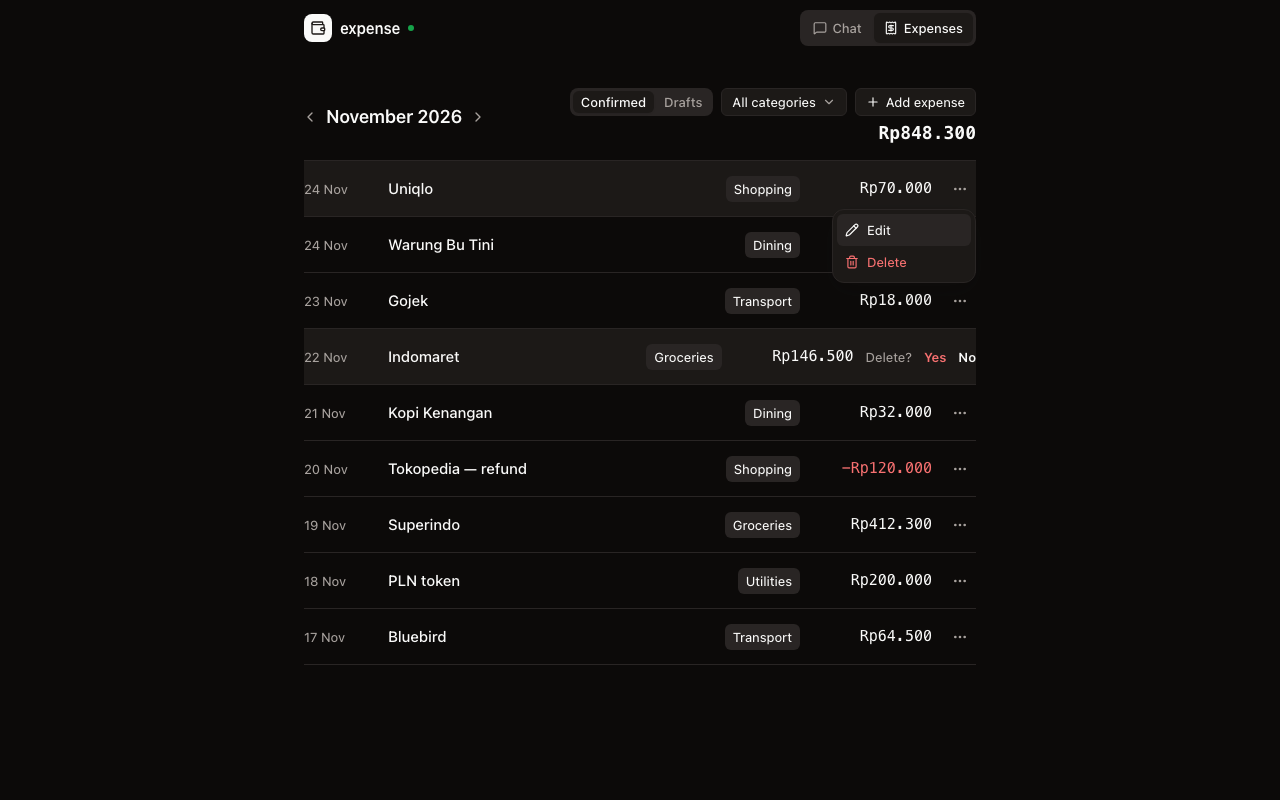 expense
Chat
Expenses
November 2026
Confirmed
Drafts
All categories
Add expense
Rp848.300
24 Nov Uniqlo Shopping Rp70.000
Edit
Delete
24 Nov Warung Bu Tini Dining
23 Nov Gojek Transport Rp18.000
22 Nov Indomaret Groceries Rp146.500 Delete? Yes No
21 Nov Kopi Kenangan Dining Rp32.000
20 Nov Tokopedia — refund Shopping −Rp120.000
19 Nov Superindo Groceries Rp412.300
18 Nov PLN token Utilities Rp200.000
17 Nov Bluebird Transport Rp64.500